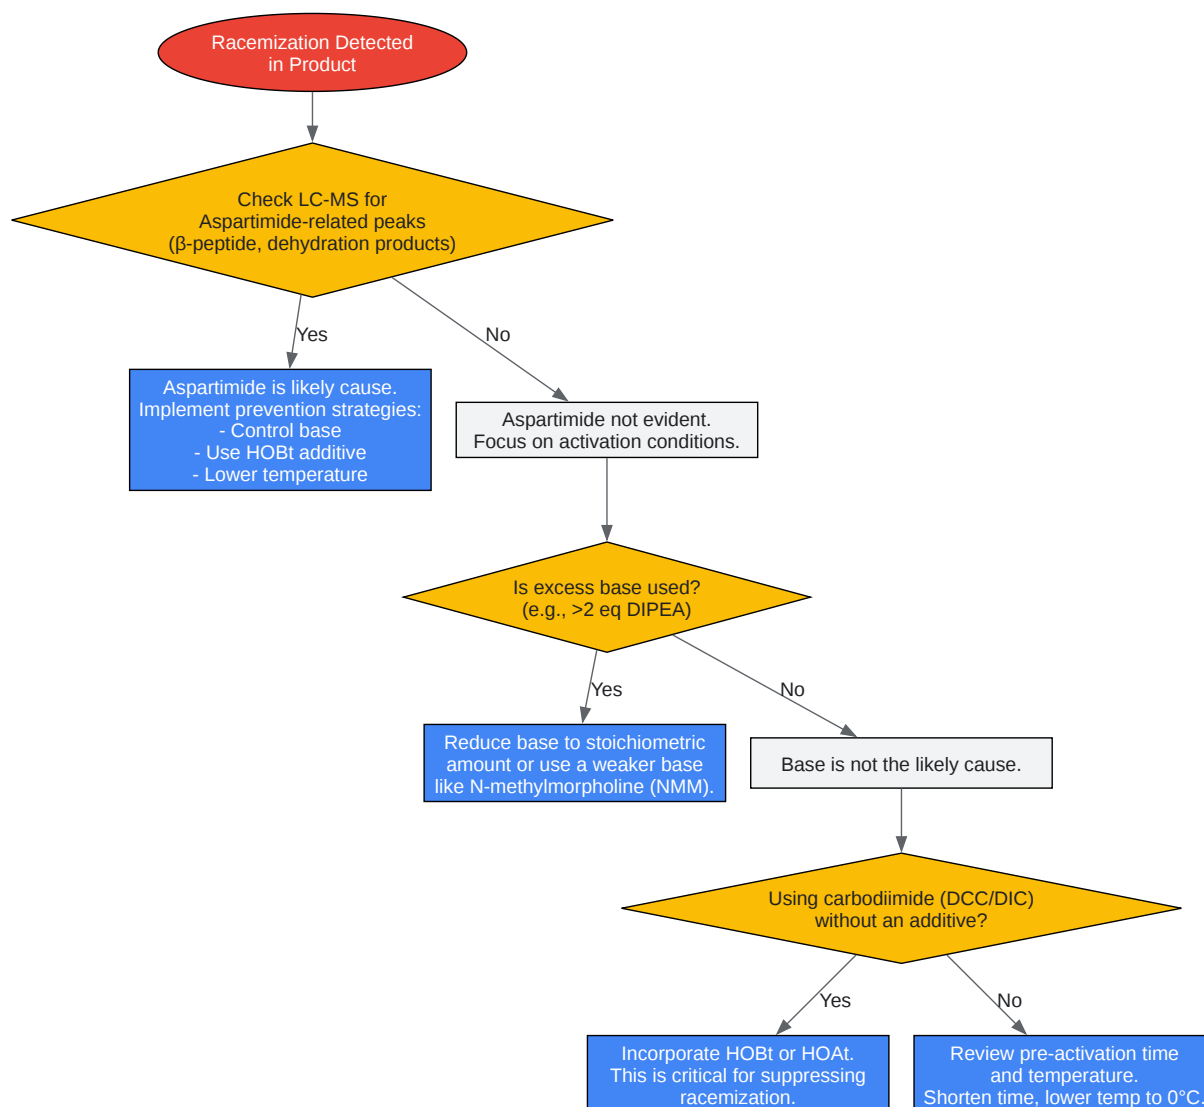 Racemization Detected
in Product
Check LC-MS for
Aspartimide-related peaks
(β-peptide, dehydration products)
Yes
No
Aspartimide is likely cause.
Implement prevention strategies:
- Control base
- Use HOBt additive
- Lower temperature
Aspartimide not evident.
Focus on activation conditions.
Is excess base used?
(e.g., >2 eq DIPEA)
Yes
No
Reduce base to stoichiometric
amount or use a weaker base
like N-methylmorpholine (NMM).
Base is not the likely cause.
Using carbodiimide (DCC/DIC)
without an additive?
Yes
No
Incorporate HOBt or HOAt.
This is critical for suppressing
racemization.
Review pre-activation time
and temperature.
Shorten time, lower temp to 0°C.